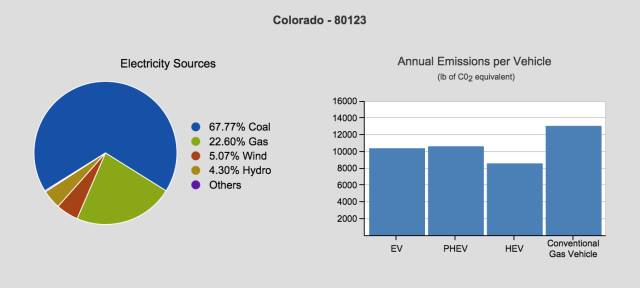 Colorado - 80123
Electricity Sources
67.77% Coal
22.60% Gas
5.07% Wind
4.30% Hydro
Others
Annual Emissions per Vehicle
(lb of C0₂ equivalent)
16000
14000
12000
10000
8000
6000
4000
2000
EV
PHEV
HEV
Conventional
Gas Vehicle